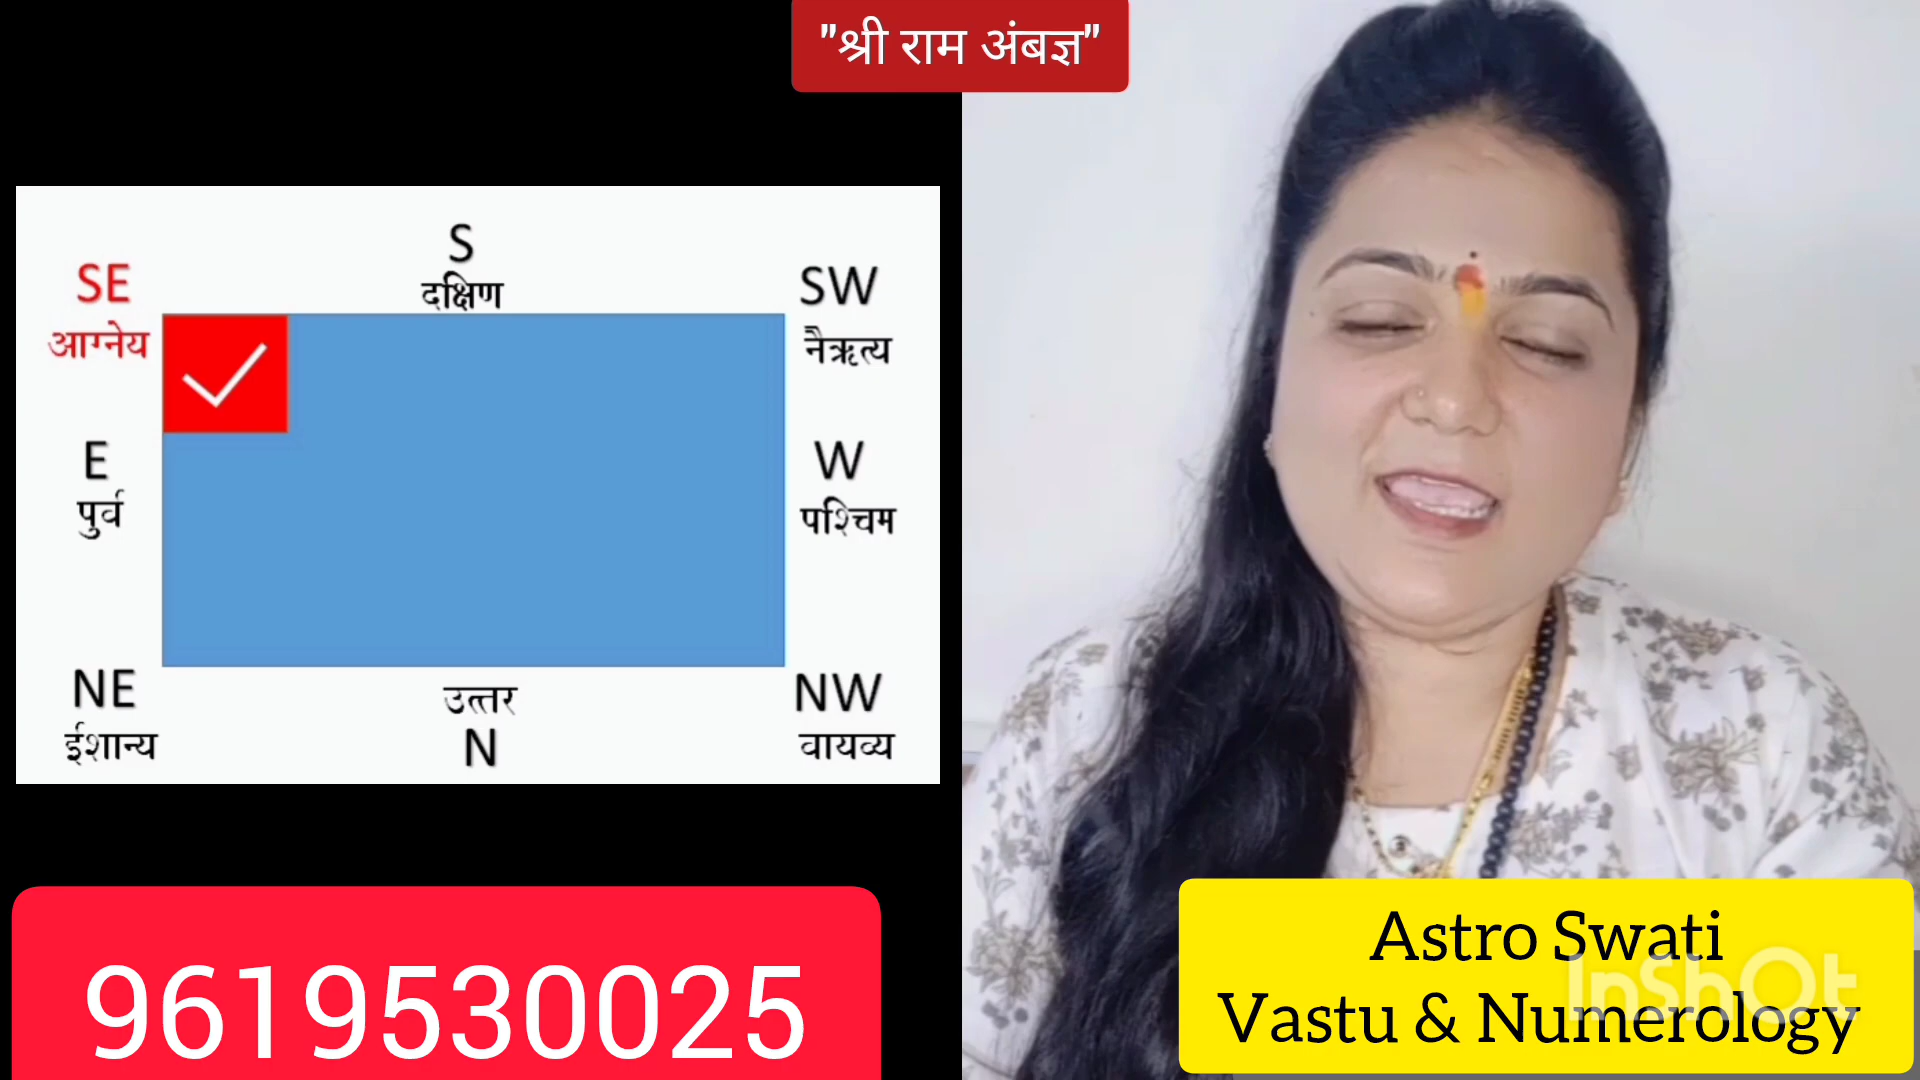 "श्री राम अंबज्ञ"
S
दक्षिण
SE
आग्नेय
SW
नैऋत्य
E
पुर्व
W
पश्चिम
NE
ईशान्य
उत्तर
N
NW
वायव्य
9619530025
Astro Swati
Vastu & Numerology
InShOt